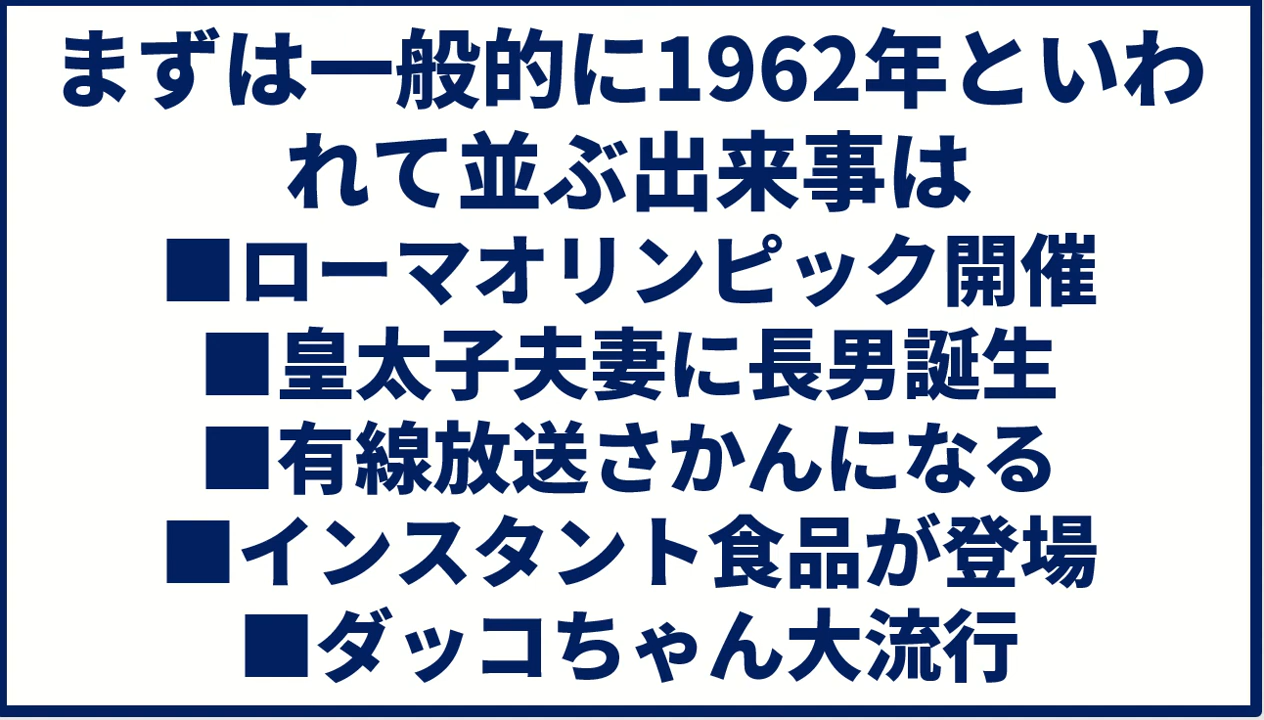 まずは一般的に1962年といわ
れて並ぶ出来事は
■ローマオリンピック開催
■皇太子夫妻に長男誕生
■有線放送さかんになる
■インスタント食品が登場
■ダッコちゃん大流行